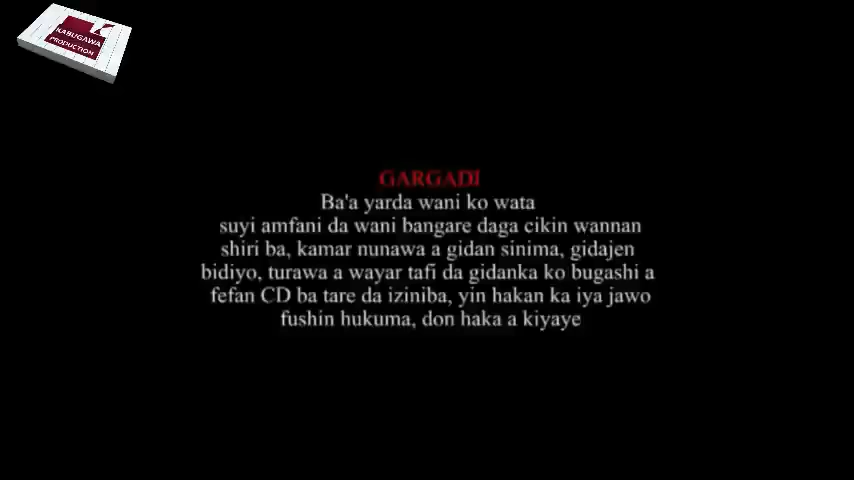 KABUGAWA
PRODUCTION
GARGADI
Ba'a yarda wani ko wata
suyi amfani da wani bangare daga cikin wannan
shiri ba, kamar nunawa a gidan sinima, gidajen
bidiyo, turawa a wayar tafi da gidanka ko bugashi a
fefan CD ba tare da iziniba, yin hakan ka iya jawo
fushin hukuma, don haka a kiyaye